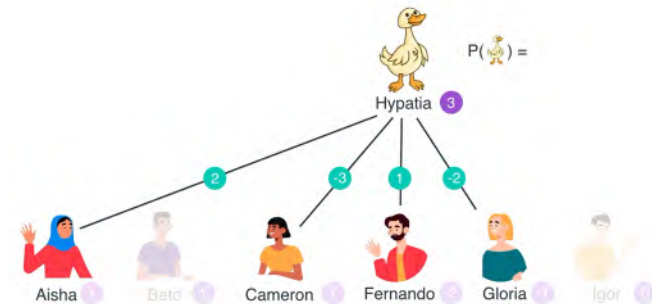 P( ) =
Hypatia 3
2 -3 1 -2
Aisha Beto Cameron Fernando Gloria Igor